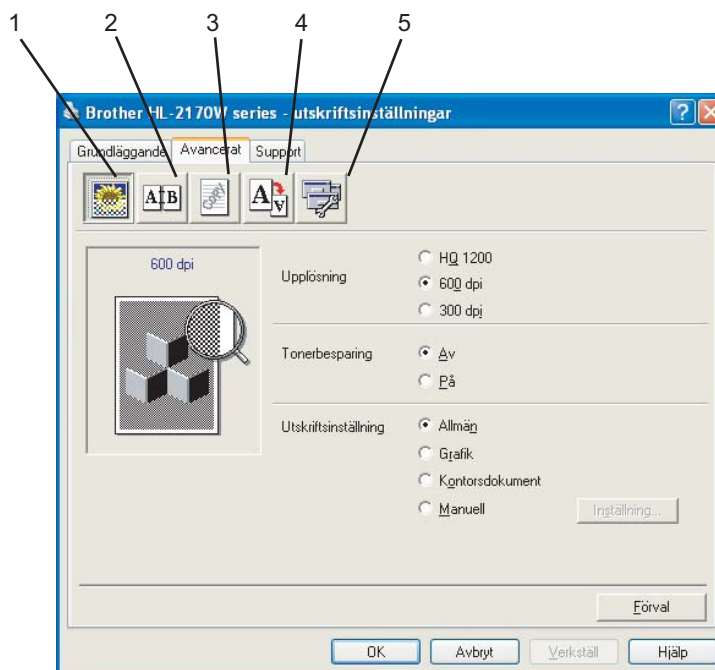 1 2 3 4 5
Brother HL-2170W series - utskriftsinställningar
Grundläggande Avancerat Support
A B Copy A A
600 dpi
Upplösning
HQ 1200
600 dpi
300 dpi
Tonerbesparing
Av
På
Utskriftsinställning
Allmän
Grafik
Kontorsdokument
Manuell
Inställning...
Förval
OK Avbryt Verkställ Hjälp